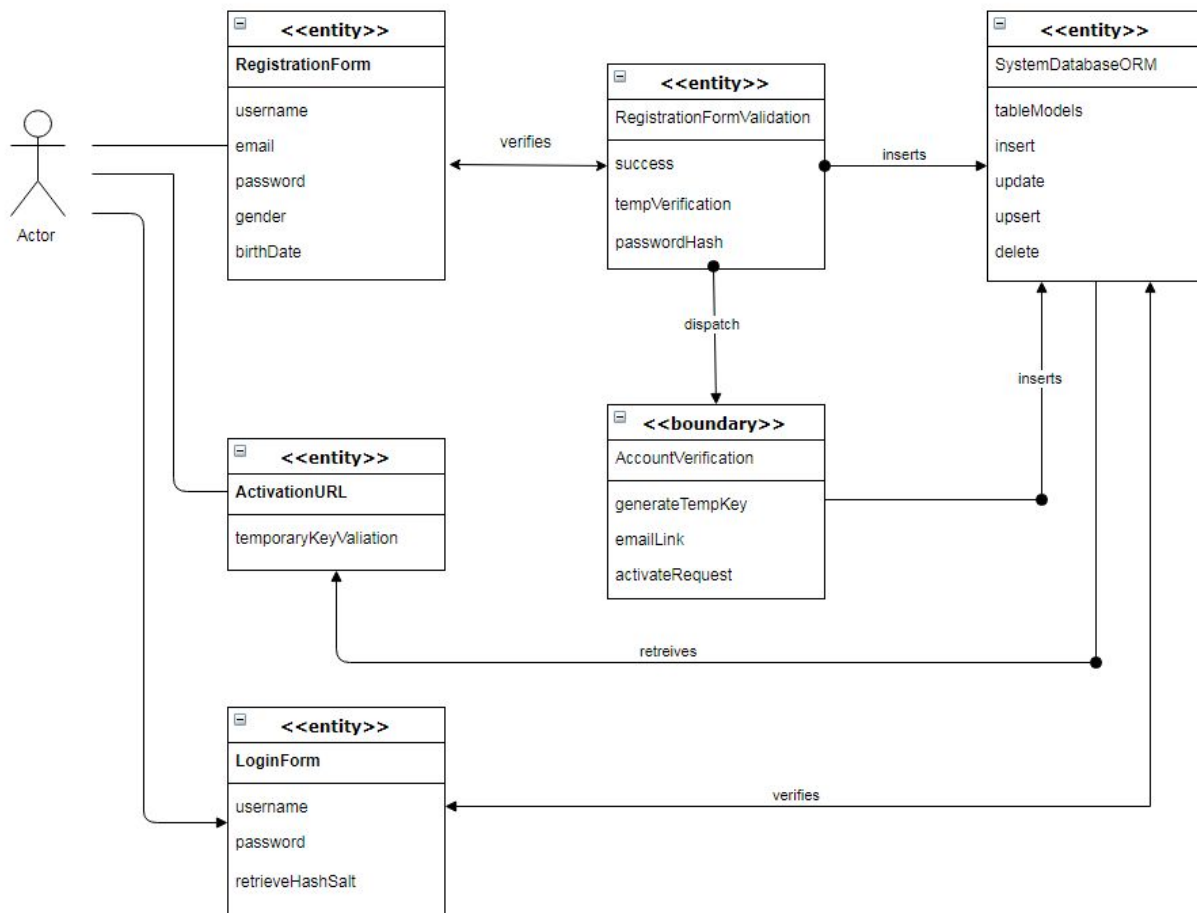 <<entity>>
RegistrationForm
username
email
password
gender
birthDate
Actor
verifies
<<entity>>
RegistrationFormValidation
success
tempVerification
passwordHash
inserts
<<entity>>
SystemDatabaseORM
tableModels
insert
update
upsert
delete
dispatch
inserts
<<boundary>>
AccountVerification
generateTempKey
emailLink
activateRequest
<<entity>>
ActivationURL
temporaryKeyValiation
retreives
<<entity>>
LoginForm
username
password
retrieveHashSalt
verifies